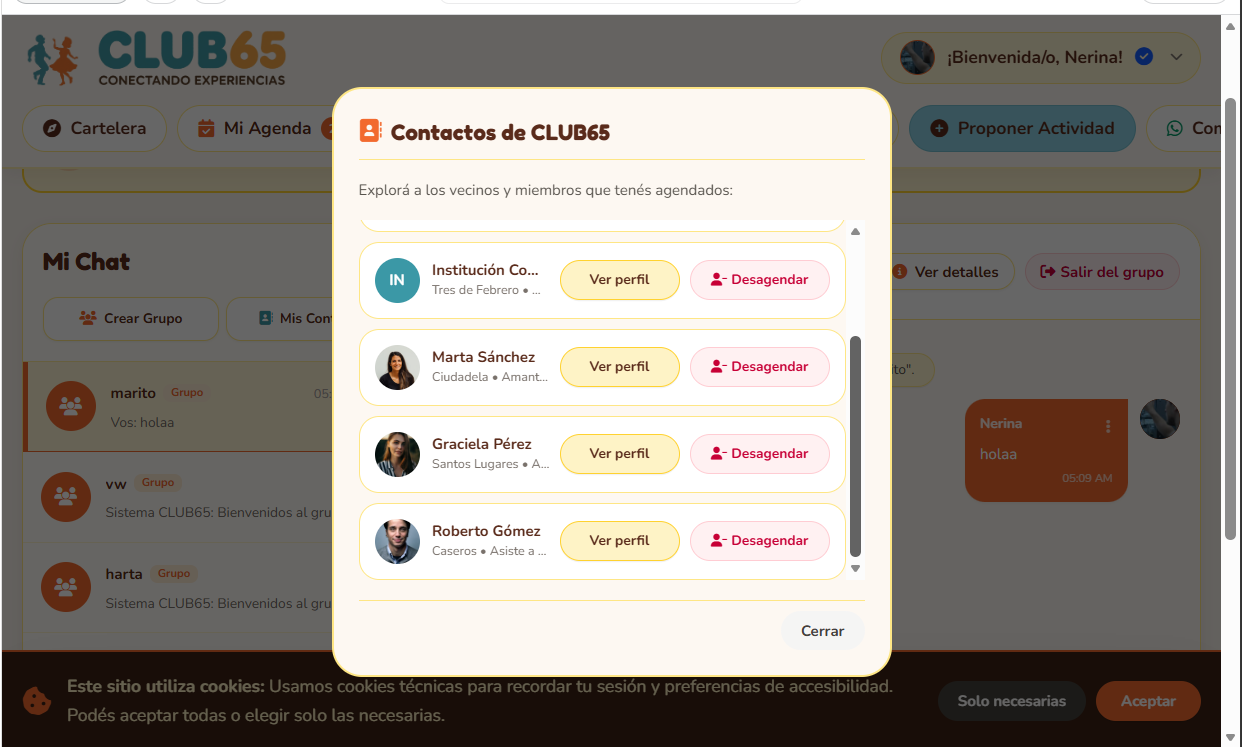 CLUB65
CONECTANDO EXPERIENCIAS
¡Bienvenida/o, Nerina!
Cartelera
Mi Agenda
Proponer Actividad
Contactos de CLUB65
Explorá a los vecinos y miembros que tenés agendados:
IN
Institución Co...
Tres de Febrero • ...
Ver perfil
Desagendar
Marta Sánchez
Ciudadela • Amant...
Ver perfil
Desagendar
Graciela Pérez
Santos Lugares • A...
Ver perfil
Desagendar
Roberto Gómez
Caseros • Asiste a ...
Ver perfil
Desagendar
Cerrar
Mi Chat
Ver detalles
Salir del grupo
Crear Grupo
Mis
marito
Grupo
05:
Vos: holaa
vw
Grupo
Sistema CLUB65: Bienvenidos al gru
harta
Grupo
Sistema CLUB65: Bienvenidos al gru
Nerina
holaa
05:09 AM
Este sitio utiliza cookies: Usamos cookies técnicas para recordar tu sesión y preferencias de accesibilidad.
Podés aceptar todas o elegir solo las necesarias.
Solo necesarias
Aceptar